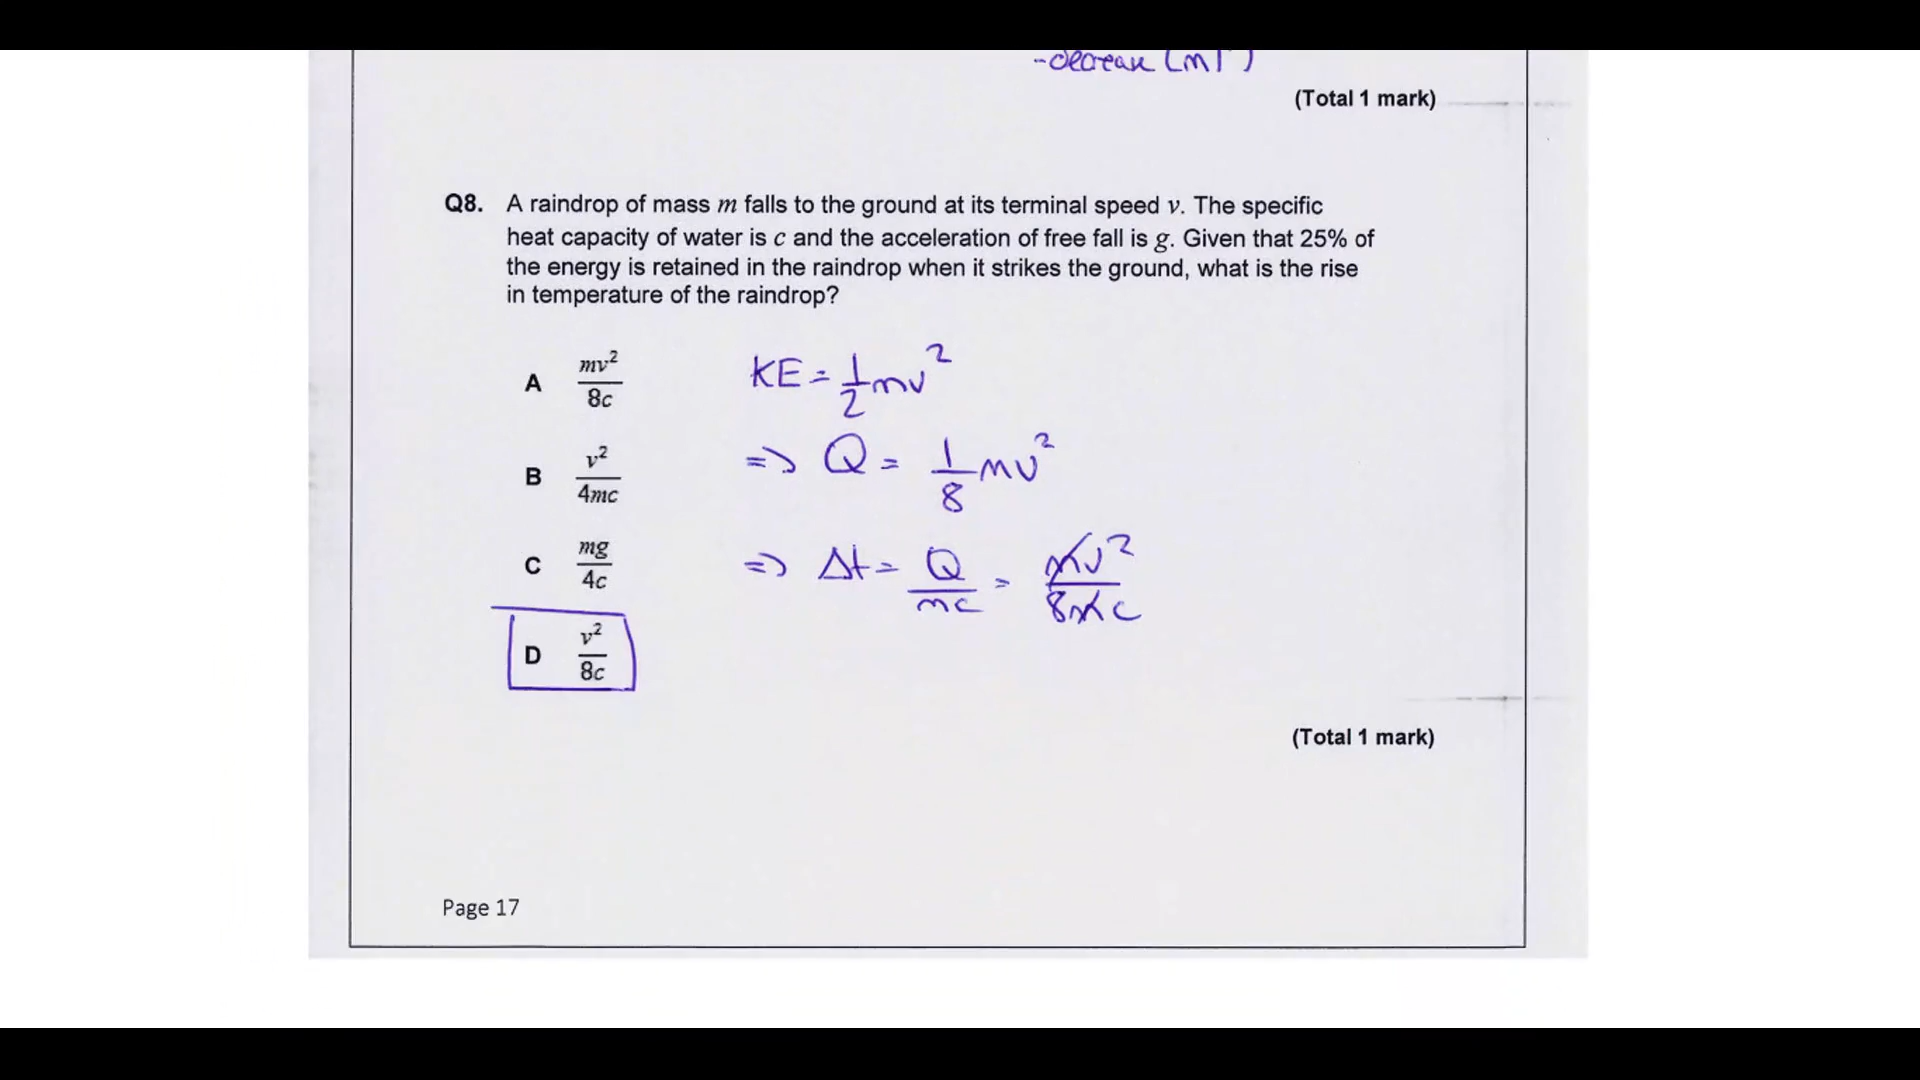 -decrease (m
(Total 1 mark)
Q8. A raindrop of mass m falls to the ground at its terminal speed v. The specific
heat capacity of water is c and the acceleration of free fall is g. Given that 25% of
the energy is retained in the raindrop when it strikes the ground, what is the rise
in temperature of the raindrop?
A mv²/8c
KE = 1/2 mv²
B v²/4mc
=> Q = 1/8 mv²
C mg/4c
=> Δt = Q/mc = mv²/8mc
D v²/8c
(Total 1 mark)
Page 17